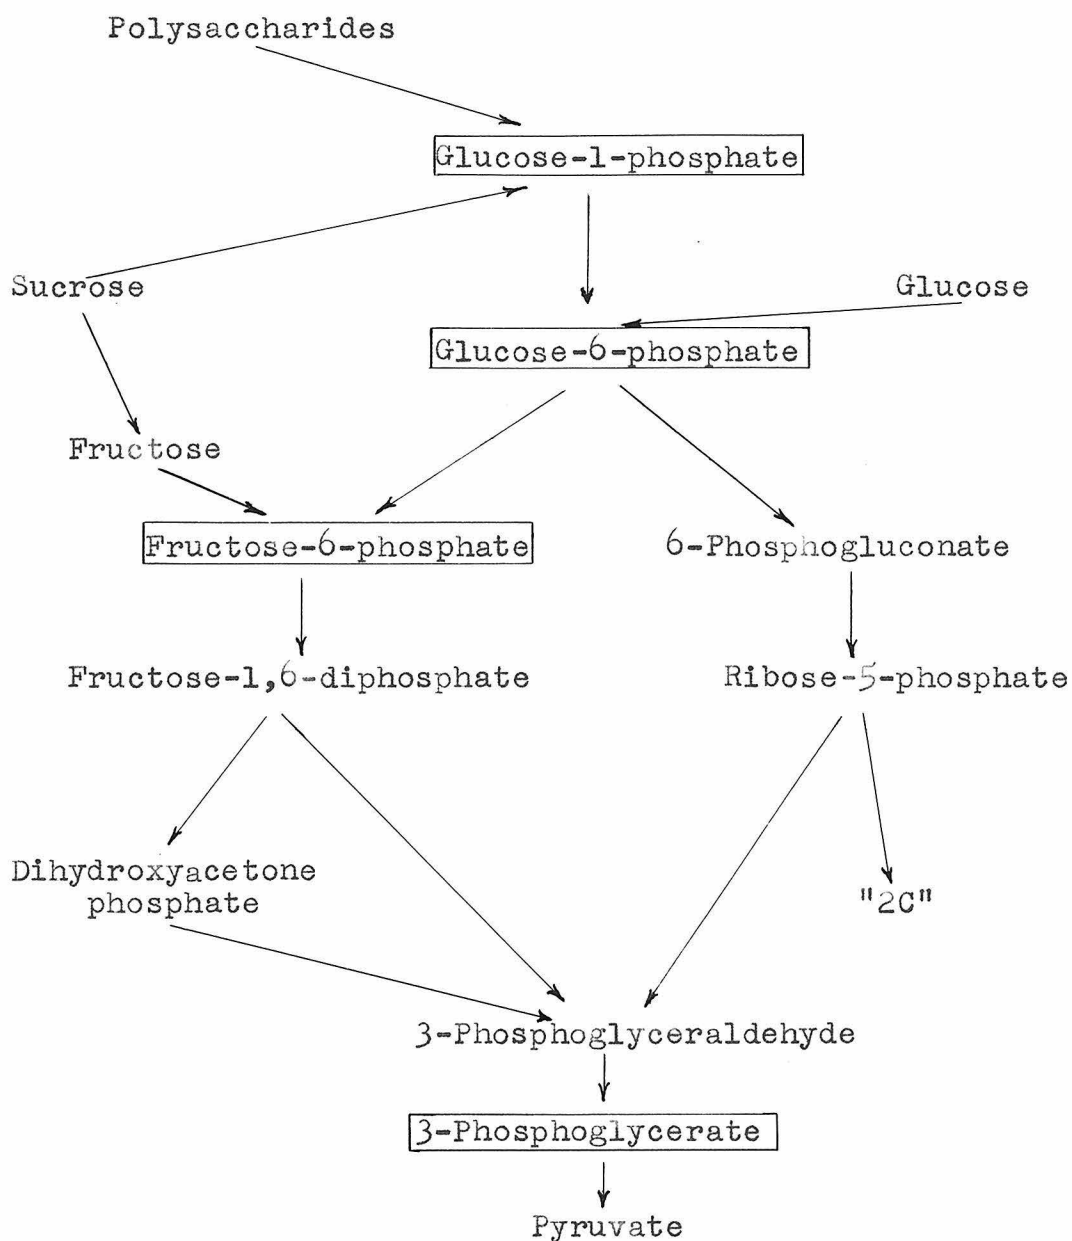 Polysaccharides
Glucose-1-phosphate
Sucrose
Glucose
Glucose-6-phosphate
Fructose
Fructose-6-phosphate
6-Phosphogluconate
Fructose-1,6-diphosphate
Ribose-5-phosphate
Dihydroxyacetone
phosphate
"2C"
3-Phosphoglyceraldehyde
3-Phosphoglycerate
Pyruvate